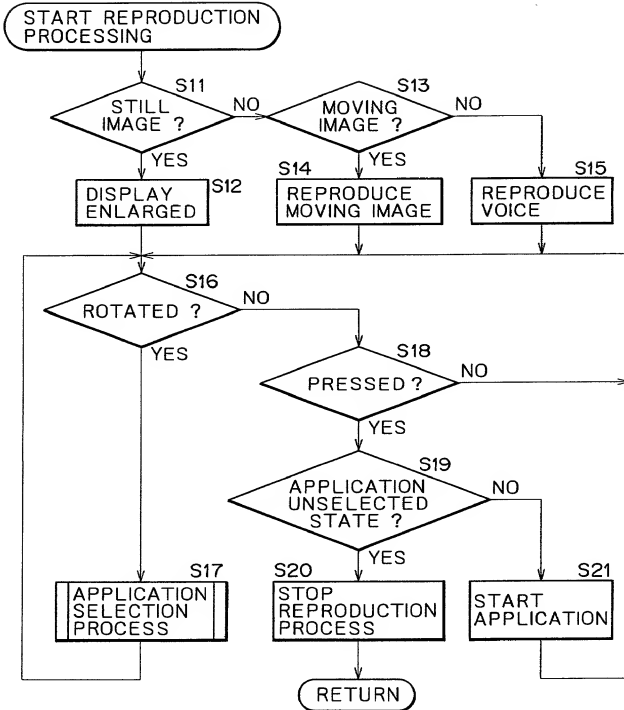 START REPRODUCTION
PROCESSING
S11
STILL
IMAGE ?
NO
YES
S13
MOVING
IMAGE ?
NO
YES
S12
DISPLAY
ENLARGED
S14
REPRODUCE
MOVING IMAGE
S15
REPRODUCE
VOICE
S16
ROTATED ?
NO
YES
S18
PRESSED ?
NO
YES
S19
APPLICATION
UNSELECTED
STATE ?
NO
YES
S17
APPLICATION
SELECTION
PROCESS
S20
STOP
REPRODUCTION
PROCESS
S21
START
APPLICATION
RETURN